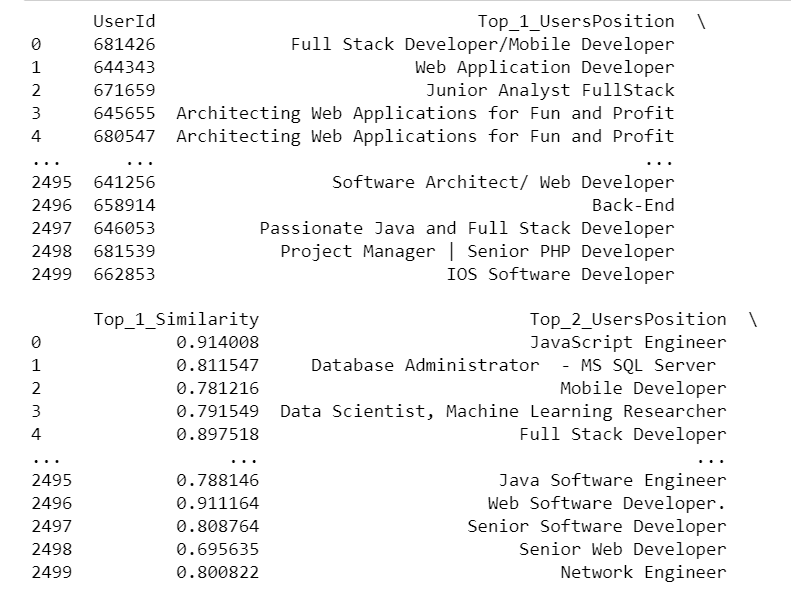 UserId Top_1_UsersPosition \
0 681426 Full Stack Developer/Mobile Developer
1 644343 Web Application Developer
2 671659 Junior Analyst FullStack
3 645655 Architecting Web Applications for Fun and Profit
4 680547 Architecting Web Applications for Fun and Profit
... ... ...
2495 641256 Software Architect/ Web Developer
2496 658914 Back-End
2497 646053 Passionate Java and Full Stack Developer
2498 681539 Project Manager | Senior PHP Developer
2499 662853 IOS Software Developer
Top_1_Similarity Top_2_UsersPosition \
0 0.914008 JavaScript Engineer
1 0.811547 Database Administrator - MS SQL Server
2 0.781216 Mobile Developer
3 0.791549 Data Scientist, Machine Learning Researcher
4 0.897518 Full Stack Developer
... ... ...
2495 0.788146 Java Software Engineer
2496 0.911164 Web Software Developer.
2497 0.808764 Senior Software Developer
2498 0.695635 Senior Web Developer
2499 0.800822 Network Engineer